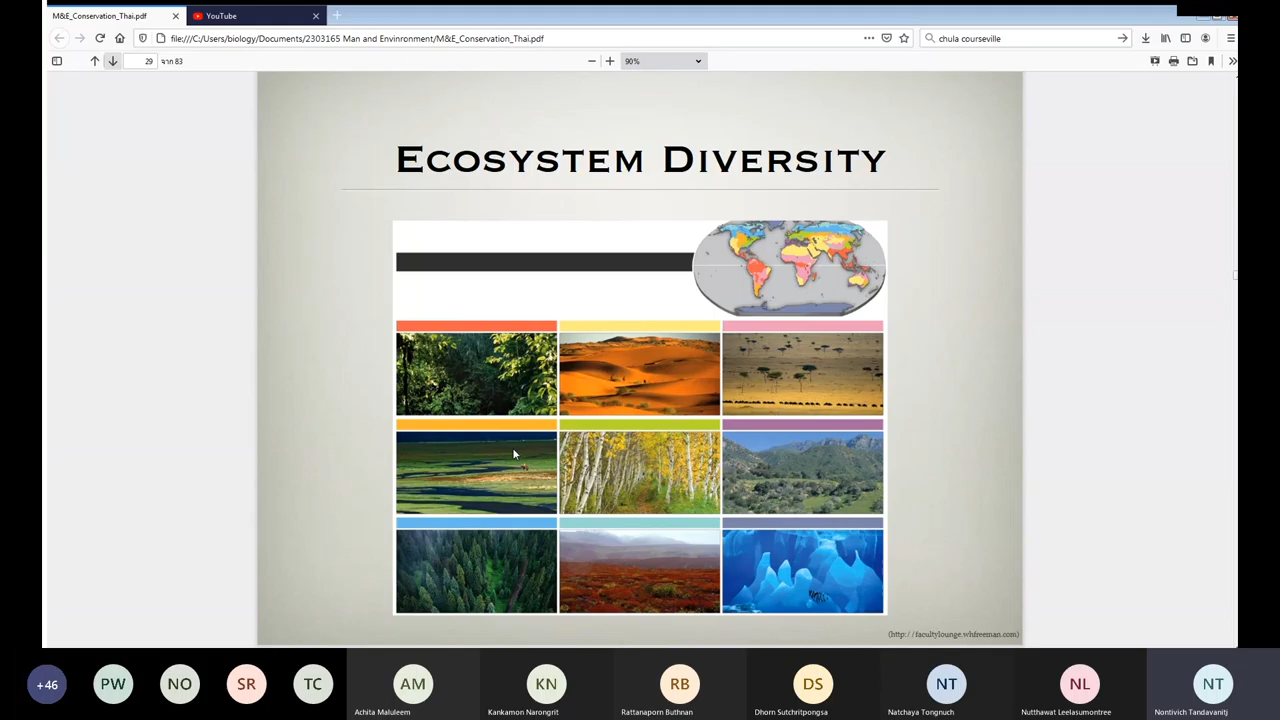 M&E_Conservation_Thai.pdf
YouTube
file:///C:/Users/biology/Documents/2303165 Man and Envinronment/M&E_Conservation_Thai.pdf
chula courseville
29 จาก 83
90%
Ecosystem Diversity
(http://facultylounge.whfreeman.com)
+46
PW
NO
SR
TC
AM
KN
RB
DS
NT
NL
NT
Achita Maluleem
Kankamon Narongrit
Rattanaporn Buthnan
Dhorn Sutchritpongsa
Natchaya Tongnuch
Nutthawat Leelasumontree
Nontivich Tandavanitj